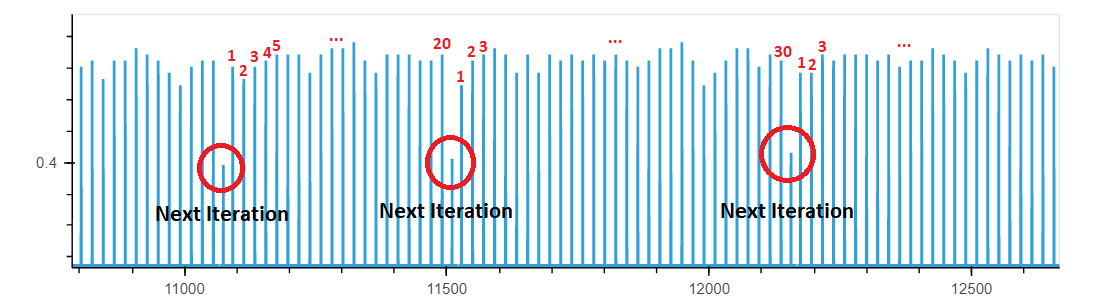 1 2 3 4 5 ... 20 1 2 3 ... 30 1 2 3 ...
0.4
Next Iteration Next Iteration Next Iteration
11000 11500 12000 12500